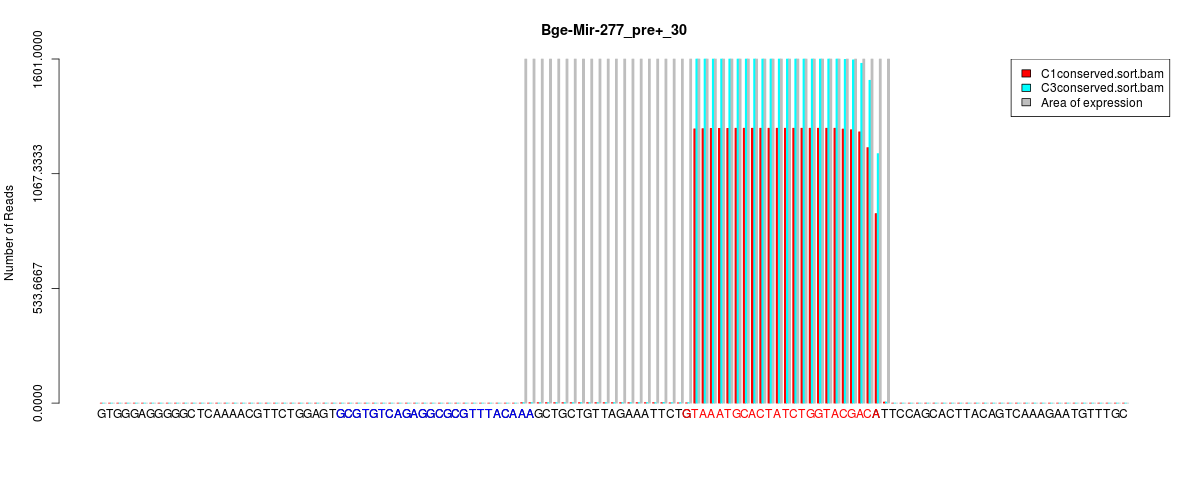 Bge-Mir-277_pre+_30
C1conserved.sort.bam
C3conserved.sort.bam
Area of expression
Number of Reads
1601.0000
1067.3333
533.6667
0.0000
GTGGGAGGGGGCTCAAAACGTTCTGGAGTGCGTGTCAGAGGCGCGTTTACAAAGCTGCTGTTAGAAATTCTGTAAATGCACTATCTGGTACGACATTCCAGCACTTACAGTCAAAGAATGTTTGC